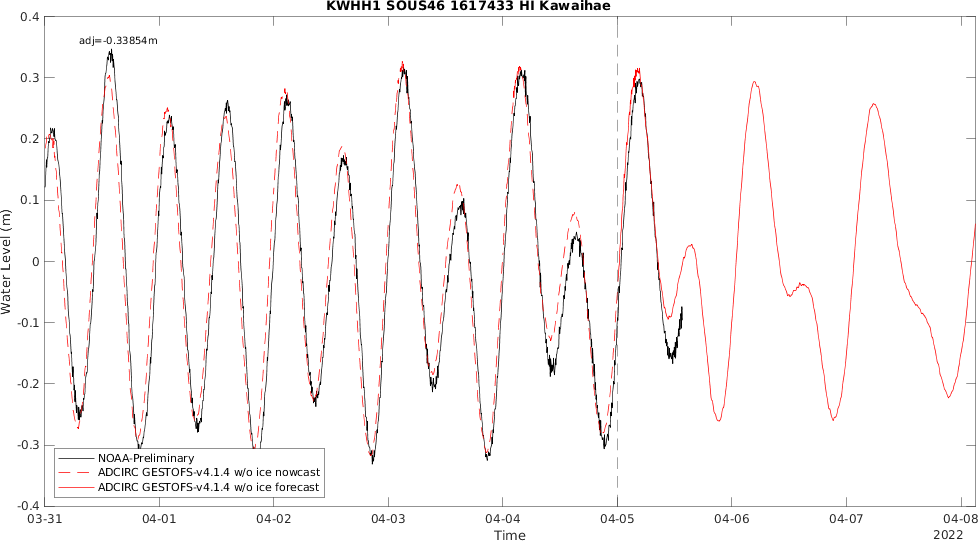 KWHH1 SOUS46 1617433 HI Kawaihae
adj=-0.33854m
0.4
0.3
0.2
0.1
0
-0.1
-0.2
-0.3
-0.4
Water Level (m)
NOAA-Preliminary
ADCIRC GESTOFS-v4.1.4 w/o ice nowcast
ADCIRC GESTOFS-v4.1.4 w/o ice forecast
03-31 04-01 04-02 04-03 04-04 04-05 04-06 04-07 04-08
Time
2022